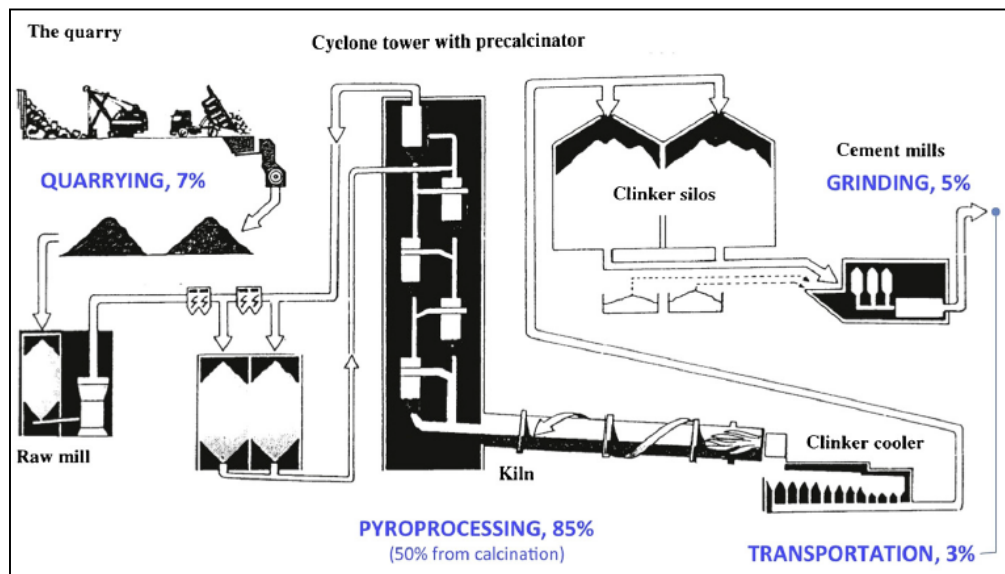 The quarry
Cyclone tower with precalcinator
QUARRYING, 7%
Clinker silos
Cement mills
GRINDING, 5%
Raw mill
Kiln
Clinker cooler
PYROPROCESSING, 85%
(50% from calcination)
TRANSPORTATION, 3%